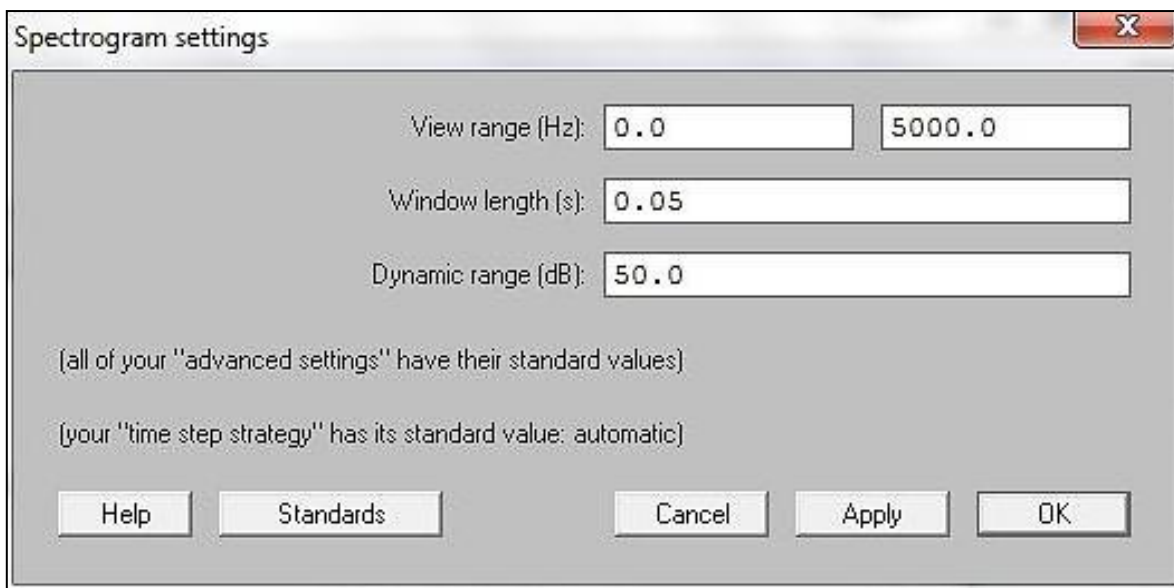 Spectrogram settings
View range (Hz): 0.0 5000.0
Window length (s): 0.05
Dynamic range (dB): 50.0
(all of your "advanced settings" have their standard values)
(your "time step strategy" has its standard value: automatic)
Help Standards Cancel Apply OK